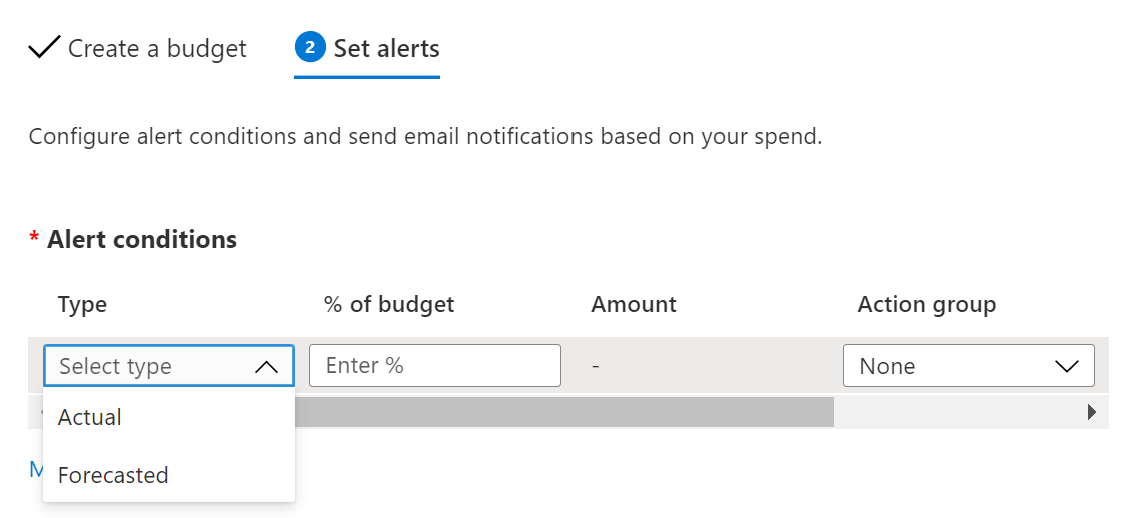 Create a budget
2 Set alerts
Configure alert conditions and send email notifications based on your spend.
* Alert conditions
Type % of budget Amount Action group
Select type Enter % - None
Actual
Forecasted